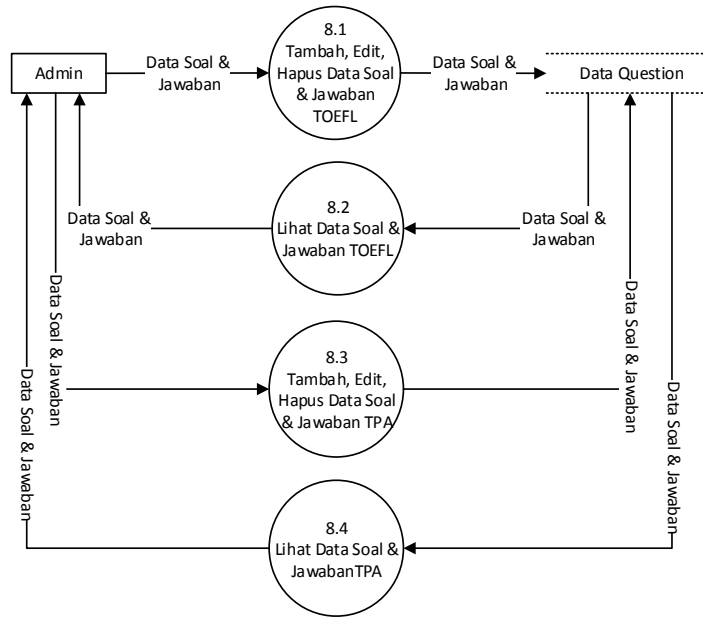 Admin
Data Soal &
Jawaban
8.1
Tambah, Edit,
Hapus Data Soal
& Jawaban
TOEFL
Data Soal &
Jawaban
Data Question
Data Soal &
Jawaban
8.2
Lihat Data Soal &
Jawaban TOEFL
Data Soal &
Jawaban
Data Soal & Jawaban
Data Soal & Jawaban
8.3
Tambah, Edit,
Hapus Data Soal
& Jawaban TPA
Data Soal & Jawaban
Data Soal & Jawaban
8.4
Lihat Data Soal &
JawabanTPA